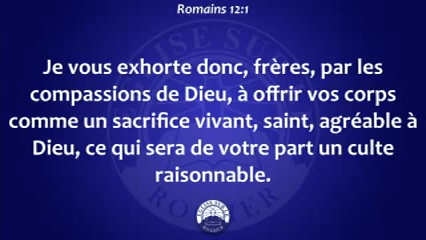 Romains 12:1
Je vous exhorte donc, frères, par les
compassions de Dieu, à offrir vos corps
comme un sacrifice vivant, saint, agréable à
Dieu, ce qui sera de votre part un culte
raisonnable.